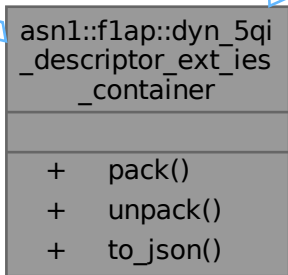 asn1::f1ap::dyn_5qi
_descriptor_ext_ies
_container
+ pack()
+ unpack()
+ to_json()